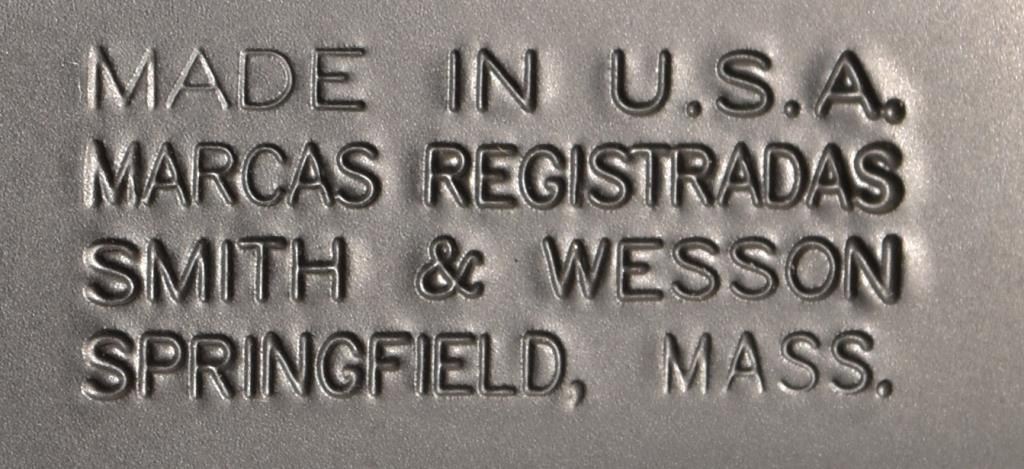 MADE IN U.S.A.
MARCAS REGISTRADAS
SMITH & WESSON
SPRINGFIELD, MASS.